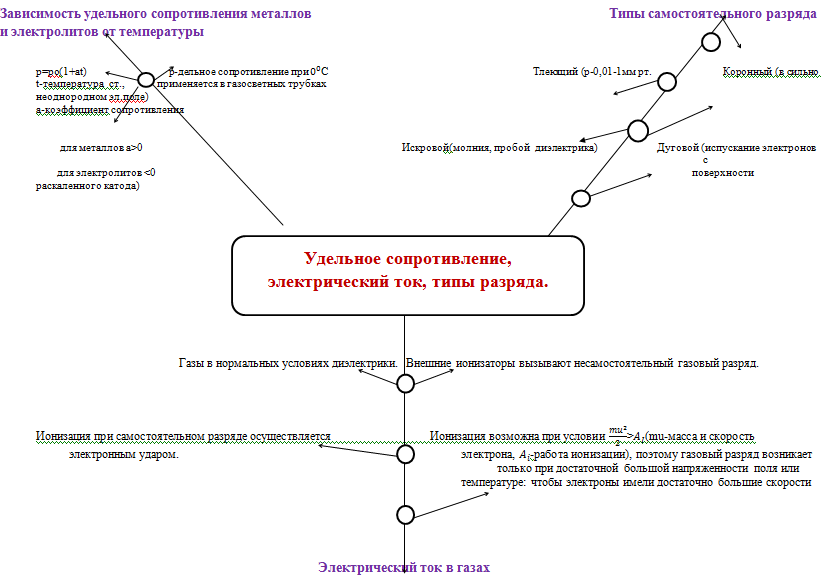 Зависимость удельного сопротивления металлов
и электролитов от температуры
Типы самостоятельного разряда
p=po(1+at)
p-дельное сопротивление при 0⁰C
Тлеющий (p-0,01-1мм рт.
Коронный (в сильно
t-температура ст.,
применяется в газосветных трубках
неоднородном эл.поле)
a-коэффициент сопротивления
для металлов a>0
Искровой(молния, пробой диэлектрика)
Дуговой (испускание электронов
с
для электролитов <0
поверхности
раскаленного катода)
Удельное сопротивление,
электрический ток, типы разряда.
Газы в нормальных условиях диэлектрики.
Внешние ионизаторы вызывают несамостоятельный газовый разряд.
Ионизация при самостоятельном разряде осуществляется
электронным ударом.
Ионизация возможна при условии mu²/2>Aᵢ(mu-масса и скорость
электрона, Aᵢ-работа ионизации), поэтому газовый разряд возникает
только при достаточной большой напряженности поля или
температуре: чтобы электроны имели достаточно большие скорости
Электрический ток в газах